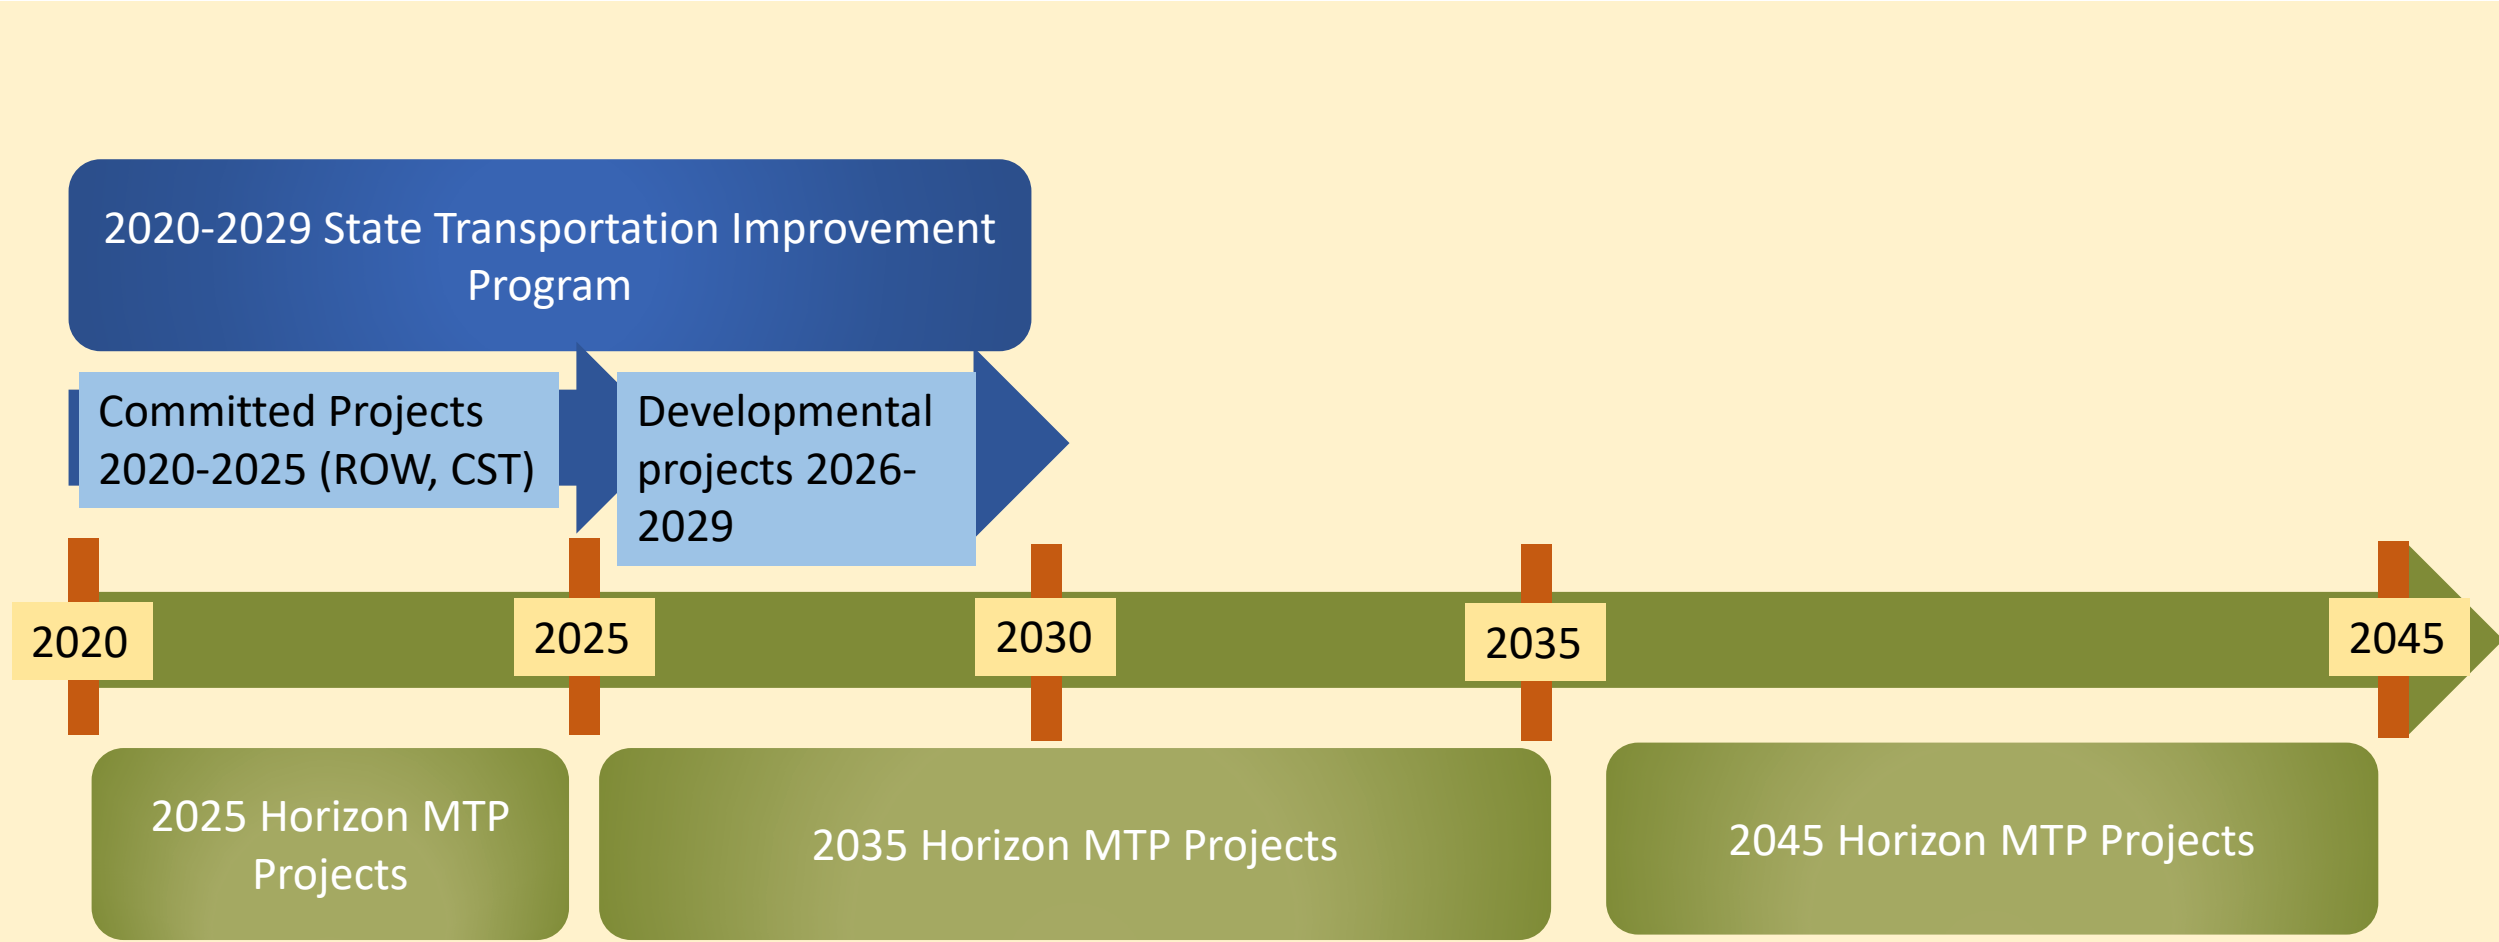 2020-2029 State Transportation Improvement
Program
Committed Projects
2020-2025 (ROW, CST)
Developmental
projects 2026-
2029
2020
2025
2030
2035
2045
2025 Horizon MTP
Projects
2035 Horizon MTP Projects
2045 Horizon MTP Projects